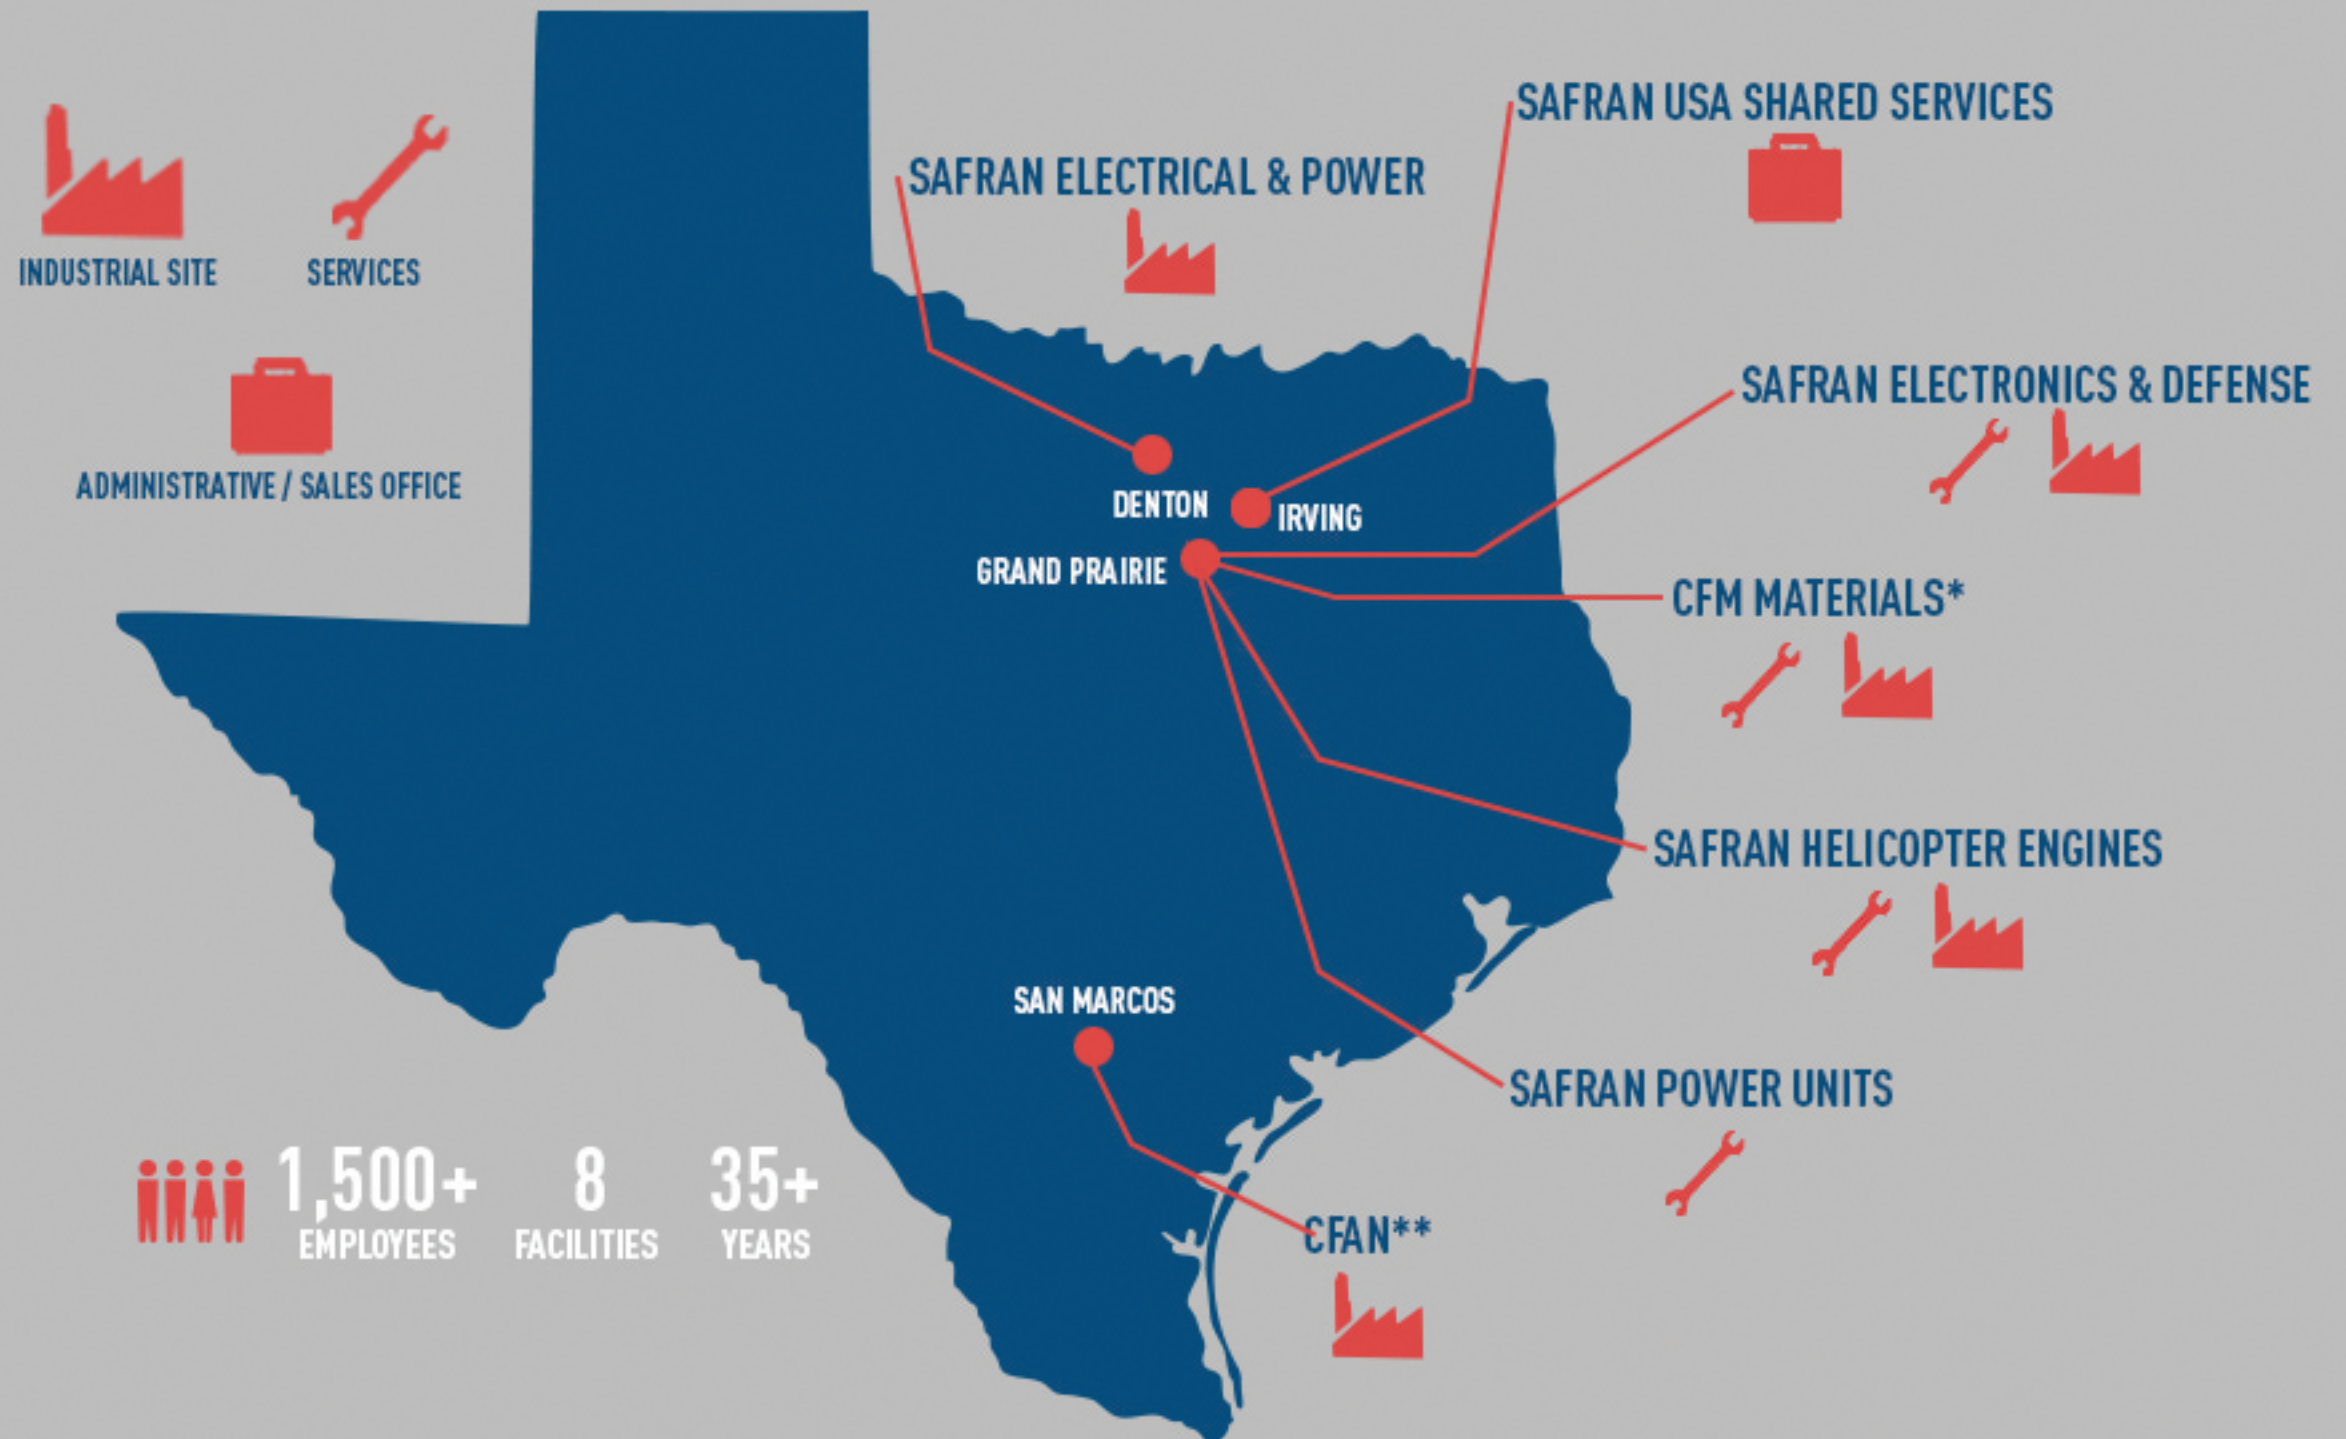 SAFRAN USA SHARED SERVICES
SAFRAN ELECTRICAL & POWER
INDUSTRIAL SITE
SERVICES
SAFRAN ELECTRONICS & DEFENSE
ADMINISTRATIVE / SALES OFFICE
DENTON
IRVING
GRAND PRAIRIE
CFM MATERIALS*
SAFRAN HELICOPTER ENGINES
SAN MARCOS
SAFRAN POWER UNITS
1,500+
EMPLOYEES
8
FACILITIES
35+
YEARS
CFAN**